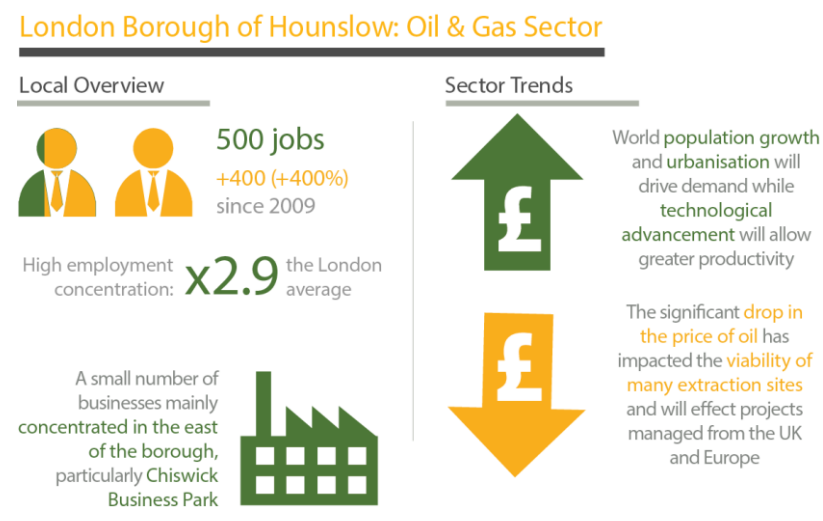 London Borough of Hounslow: Oil & Gas Sector
Local Overview
500 jobs
+400 (+400%)
since 2009
High employment
concentration:
x2.9
the London
average
A small number of
businesses mainly
concentrated in the east
of the borough,
particularly Chiswick
Business Park
Sector Trends
£
World population growth
and urbanisation will
drive demand while
technological
advancement will allow
greater productivity
£
The significant drop in
the price of oil has
impacted the viability of
many extraction sites
and will effect projects
managed from the UK
and Europe